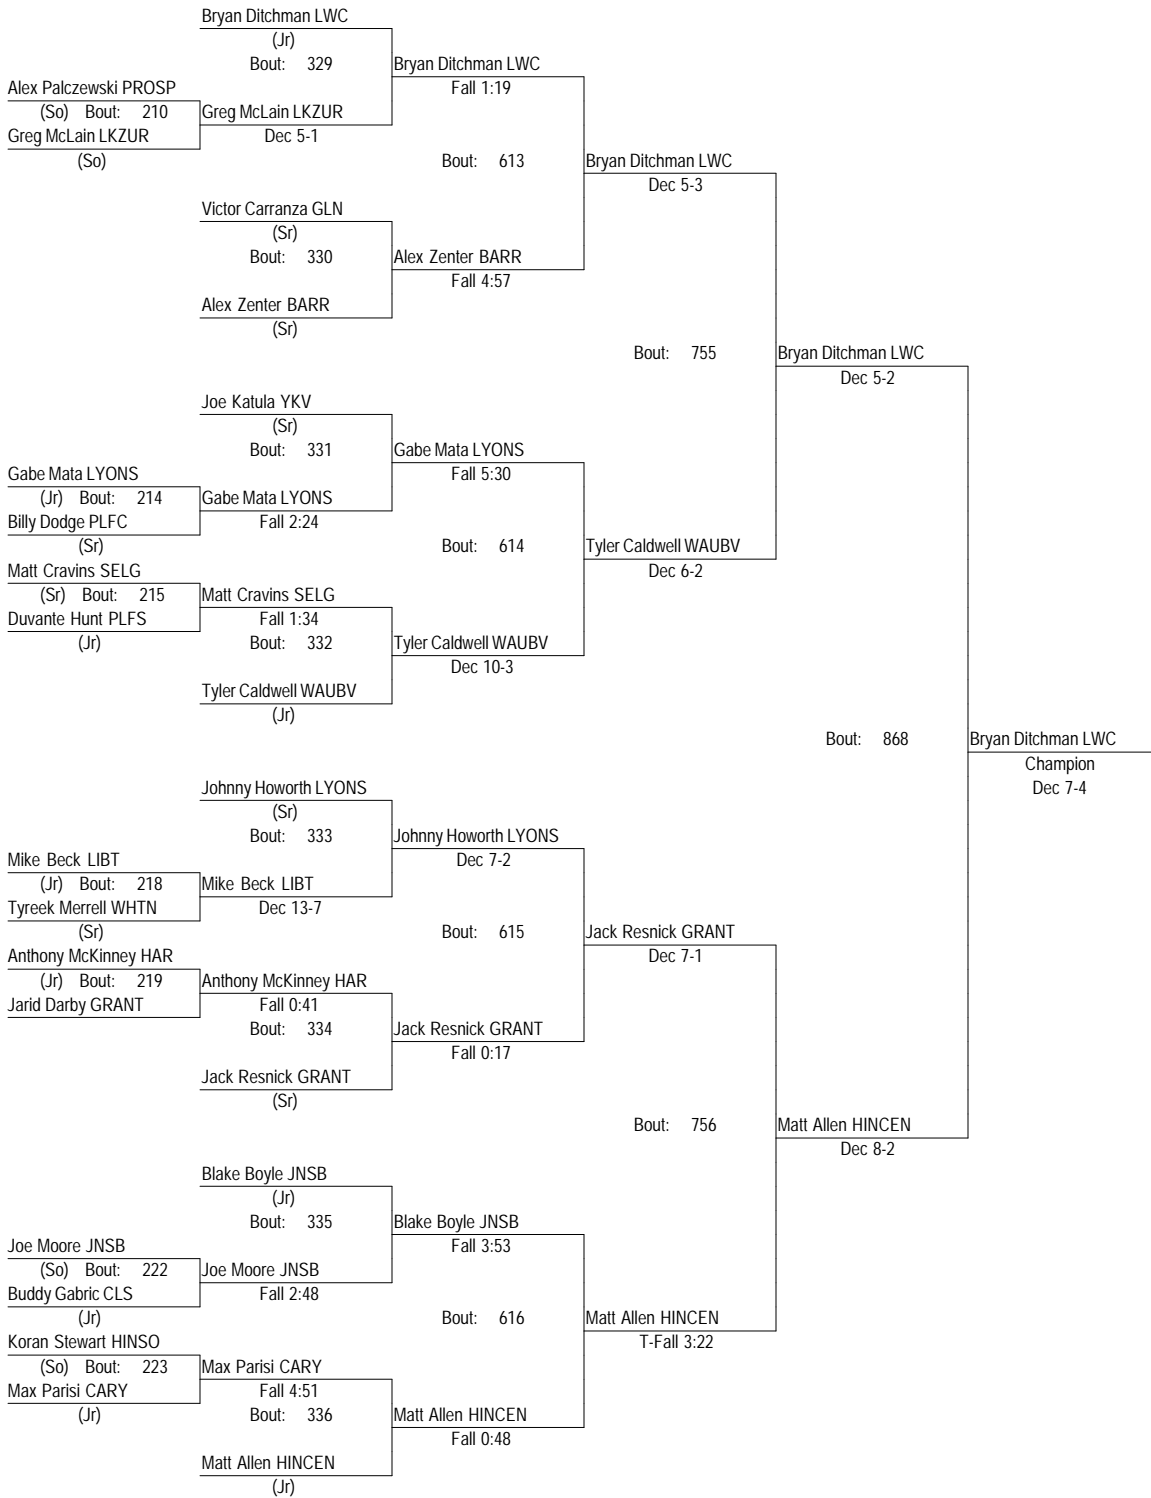 Bryan Ditchman LWC
(Jr)
Bout: 329
Bryan Ditchman LWC
Fall 1:19
Alex Palczewski PROSP
(So) Bout: 210
Greg McLain LKZUR
Greg McLain LKZUR
Dec 5-1
(So)
Bout: 613
Bryan Ditchman LWC
Dec 5-3
Victor Carranza GLN
(Sr)
Bout: 330
Alex Zenter BARR
Fall 4:57
Alex Zenter BARR
(Sr)
Bout: 755
Bryan Ditchman LWC
Dec 5-2
Joe Katula YKV
(Sr)
Bout: 331
Gabe Mata LYONS
Fall 5:30
Gabe Mata LYONS
(Jr) Bout: 214
Gabe Mata LYONS
Billy Dodge PLFC
Fall 2:24
(Sr)
Bout: 614
Tyler Caldwell WAUBV
Dec 6-2
Matt Cravins SELG
(Sr) Bout: 215
Matt Cravins SELG
Duvante Hunt PLFS
Fall 1:34
(Jr)
Bout: 332
Tyler Caldwell WAUBV
Dec 10-3
Tyler Caldwell WAUBV
(Jr)
Bout: 868
Bryan Ditchman LWC
Champion
Dec 7-4
Johnny Howorth LYONS
(Sr)
Bout: 333
Johnny Howorth LYONS
Dec 7-2
Mike Beck LIBT
(Jr) Bout: 218
Mike Beck LIBT
Tyreek Merrell WHTN
Dec 13-7
(Sr)
Bout: 615
Jack Resnick GRANT
Dec 7-1
Anthony McKinney HAR
(Jr) Bout: 219
Anthony McKinney HAR
Jarid Darby GRANT
Fall 0:41
Bout: 334
Jack Resnick GRANT
Fall 0:17
Jack Resnick GRANT
(Sr)
Bout: 756
Matt Allen HINCEN
Dec 8-2
Blake Boyle JNSB
(Jr)
Bout: 335
Blake Boyle JNSB
Fall 3:53
Joe Moore JNSB
(So) Bout: 222
Joe Moore JNSB
Buddy Gabric CLS
Fall 2:48
(Jr)
Bout: 616
Matt Allen HINCEN
T-Fall 3:22
Koran Stewart HINSO
(So) Bout: 223
Max Parisi CARY
Max Parisi CARY
Fall 4:51
(Jr)
Bout: 336
Matt Allen HINCEN
Fall 0:48
Matt Allen HINCEN
(Jr)